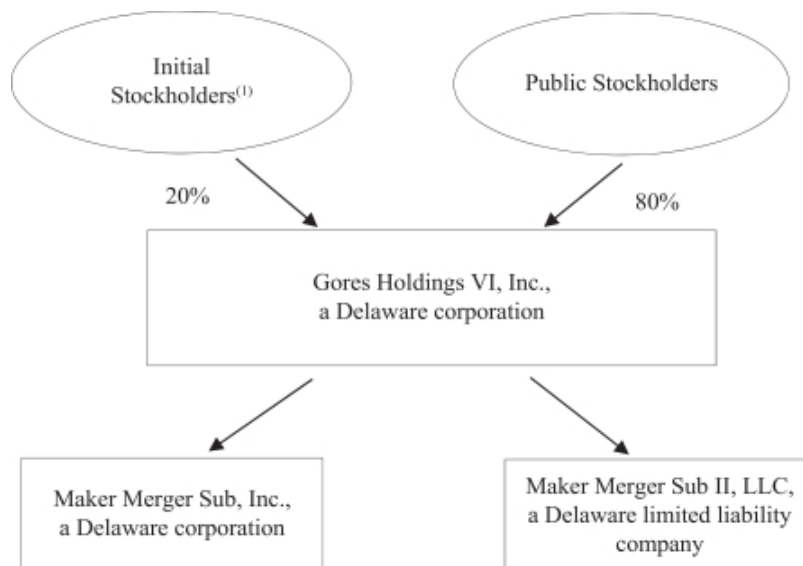 Initial
Stockholders(1)
Public Stockholders
20%
80%
Gores Holdings VI, Inc.,
a Delaware corporation
Maker Merger Sub, Inc.,
a Delaware corporation
Maker Merger Sub II, LLC,
a Delaware limited liability
company